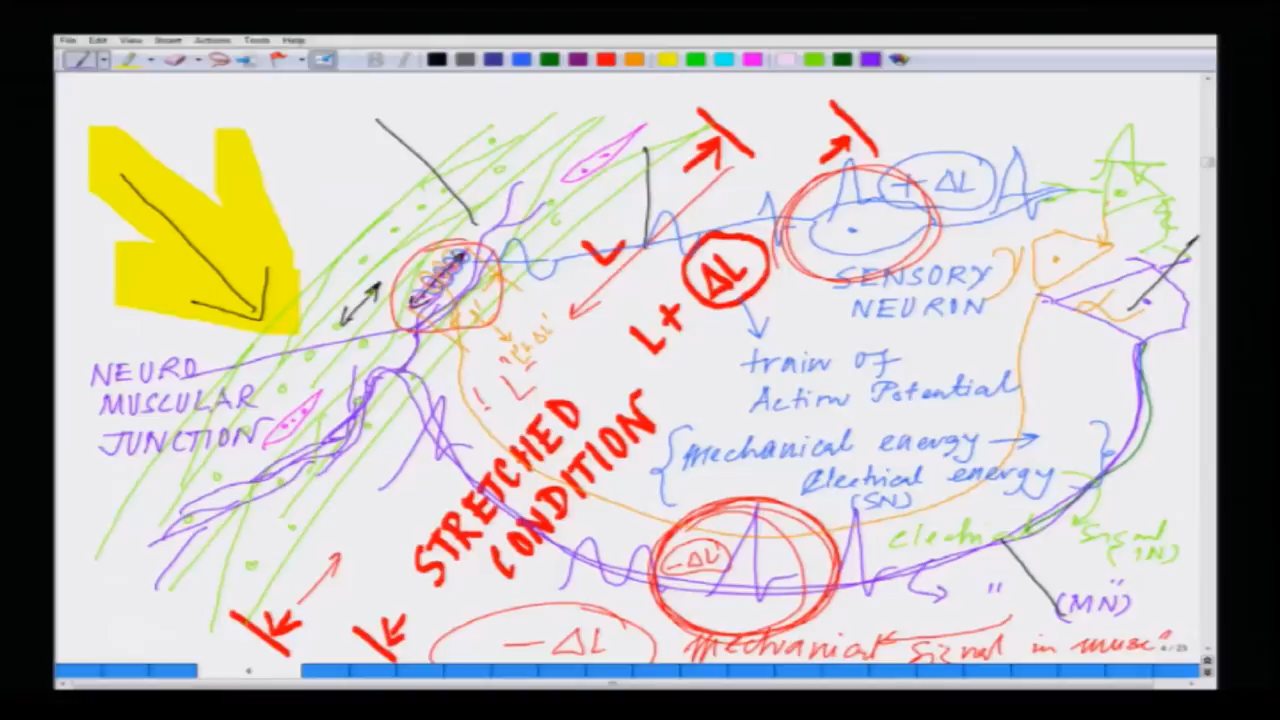 File Edit View Insert Actions Tools Help
+ ΔL
SENSORY
NEURON
L
ΔL
L +
train of
Action Potential
Mechanical energy →
Electrical energy
(SN)
NEURO
MUSCULAR
JUNCTION
"L + ΔL"
! L
STRETCHED
CONDITION
α
- ΔL
Signal
(IN)
"
(MN)
- ΔL
Mechanical Signal in